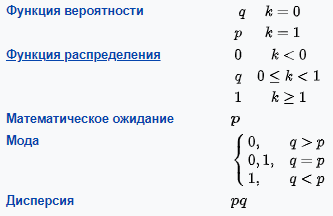 Функция вероятности q k = 0
p k = 1
Функция распределения 0 k < 0
q 0 ≤ k < 1
1 k ≥ 1
Математическое ожидание p
Мода { 0, q > p
0, 1, q = p
1, q < p
Дисперсия pq